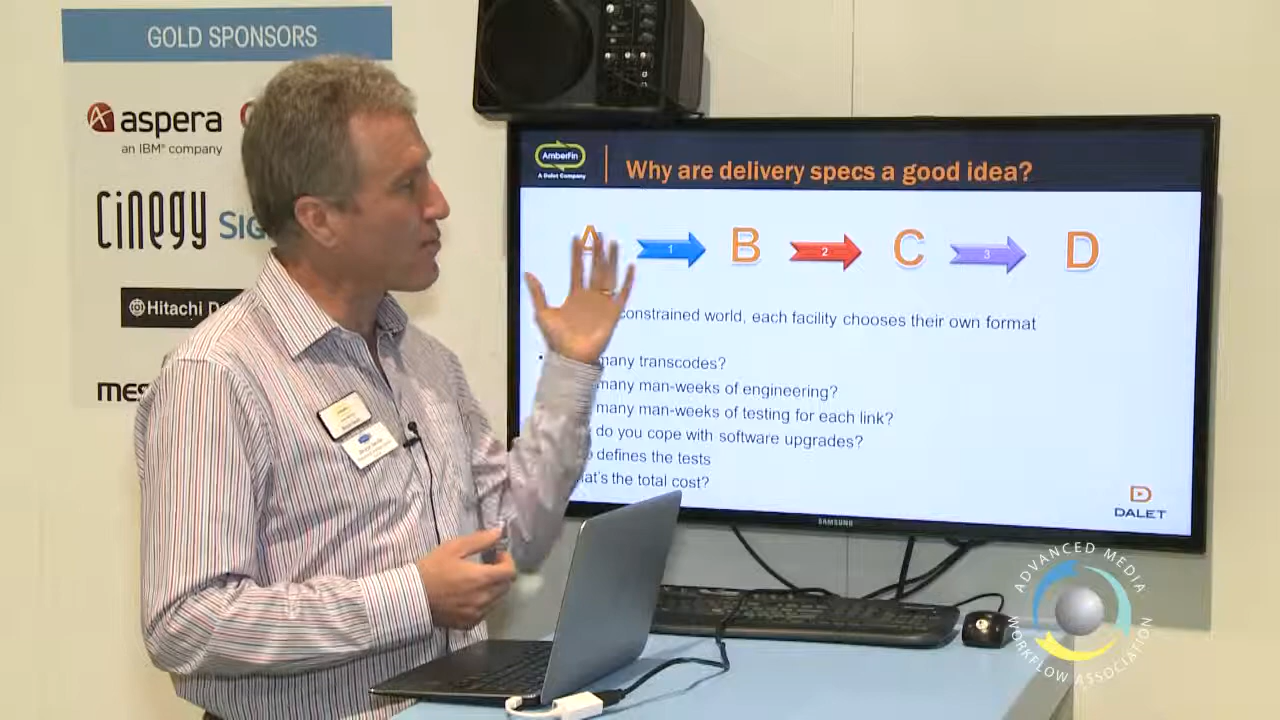 GOLD SPONSORS
aspera
an IBM® company
cinegy
SIG
Hitachi D
MES
AmberFin
A Dalet Company
Why are delivery specs a good idea?
A 1 B 2 C 3 D
constrained world, each facility chooses their own format
many transcodes?
many man-weeks of engineering?
many man-weeks of testing for each link?
do you cope with software upgrades?
defines the tests
at's the total cost?
DALET
SAMSUNG
ADVANCED MEDIA
WORKFLOW ASSOCIATION